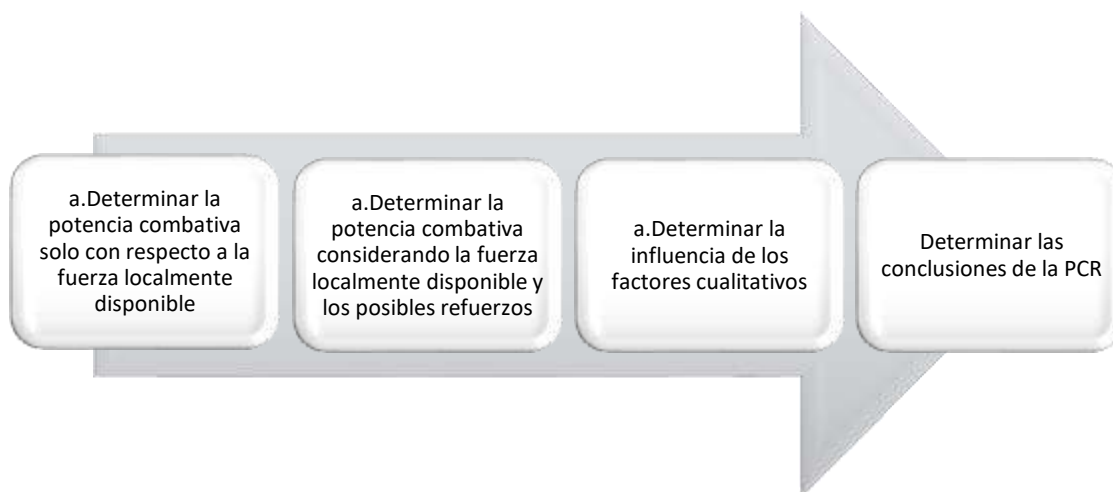 a.Determinar la
potencia combativa
solo con respecto a la
fuerza localmente
disponible
a.Determinar la
potencia combativa
considerando la fuerza
localmente disponible y
los posibles refuerzos
a.Determinar la
influencia de los
factores cualitativos
Determinar las
conclusiones de la PCR